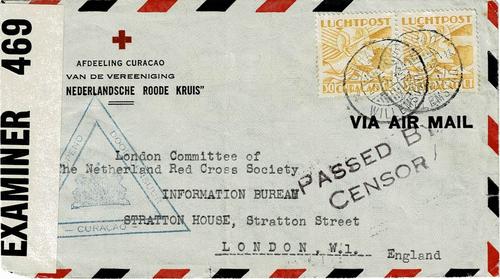 EXAMINER 469
AFDEELING CURACAO
VAN DE VEREENIGING
NEDERLANDSCHE ROODE KRUIS"
LUCHTPOST LUCHTPOST
CURACAO
VIA AIR MAIL
PASSED BY
CENSOR
CURACAO
London Committee of
The Netherland Red Cross Society
INFORMATION BUREAU
STRATTON HOUSE, Stratton Street
LONDON, W.1.
England